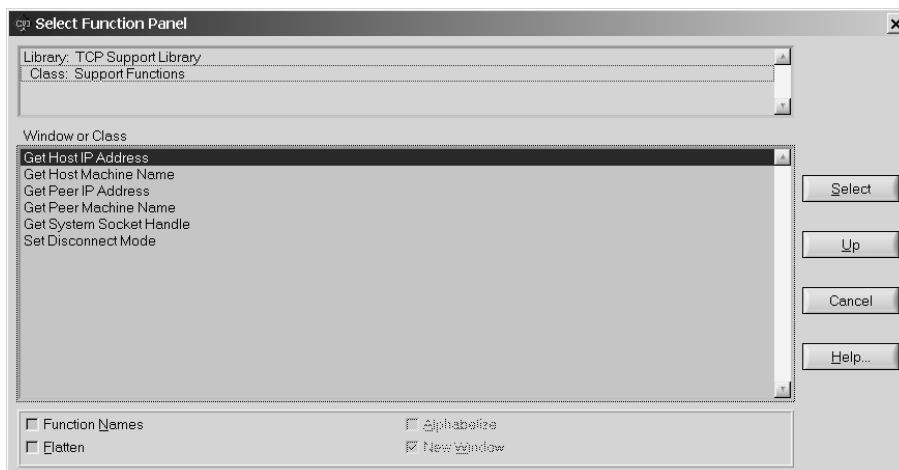 cvi Select Function Panel
Library: TCP Support Library
Class: Support Functions
Window or Class
Get Host IP Address
Get Host Machine Name
Get Peer IP Address
Get Peer Machine Name
Get System Socket Handle
Set Disconnect Mode
Select
Up
Cancel
Help...
Function Names
Alphabetize
Flatten
New Window